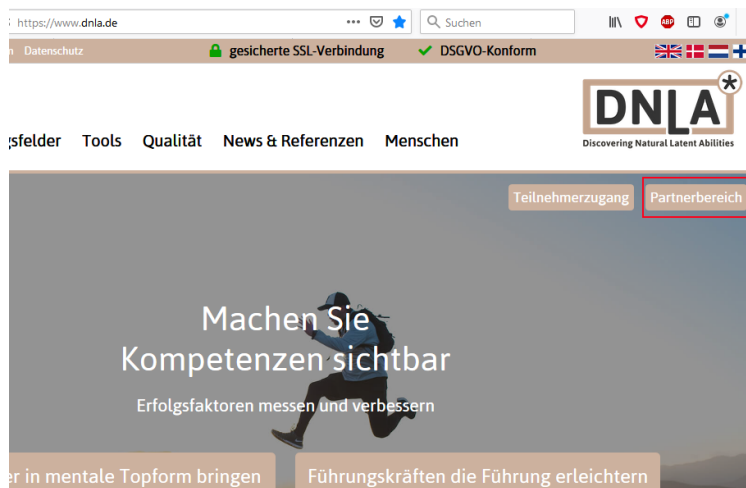 https://www.dnla.de
Suchen
Datenschutz
gesicherte SSL-Verbindung
DSGVO-Konform
DNLA
Discovering Natural Latent Abilities
Tools Qualität News & Referenzen Menschen
Teilnehmerzugang
Partnerbereich
Machen Sie
Kompetenzen sichtbar
Erfolgsfaktoren messen und verbessern
er in mentale Topform bringen
Führungskräften die Führung erleichtern